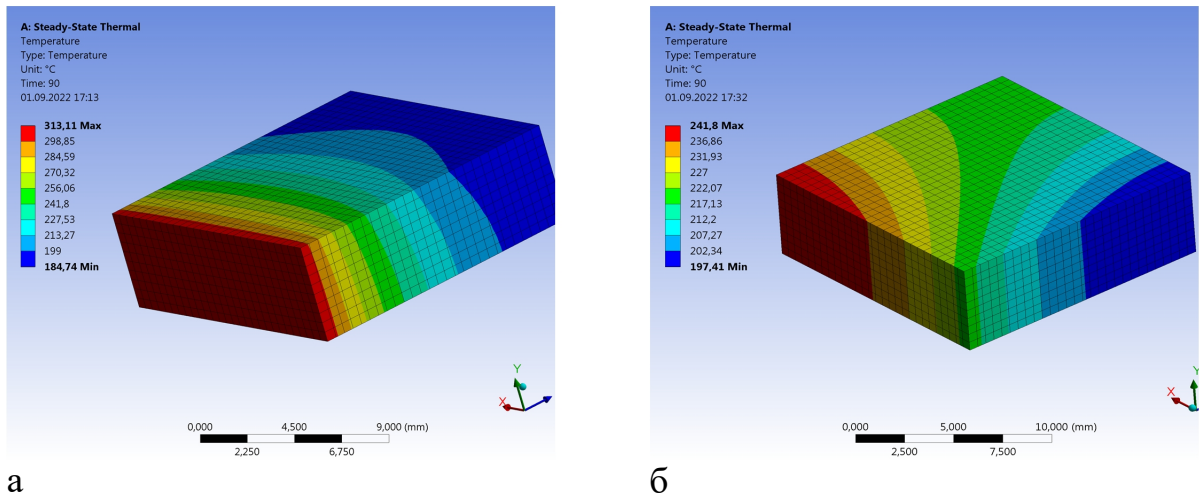 A: Steady-State Thermal
Temperature
Type: Temperature
Unit: °C
Time: 90
01.09.2022 17:13
313,11 Max
298,85
284,59
270,32
256,06
241,8
227,53
213,27
199
184,74 Min
Y
X
0,000 4,500 9,000 (mm)
2,250 6,750
а
A: Steady-State Thermal
Temperature
Type: Temperature
Unit: °C
Time: 90
01.09.2022 17:32
241,8 Max
236,86
231,93
227
222,07
217,13
212,2
207,27
202,34
197,41 Min
Y
X
0,000 5,000 10,000 (mm)
2,500 7,500
б